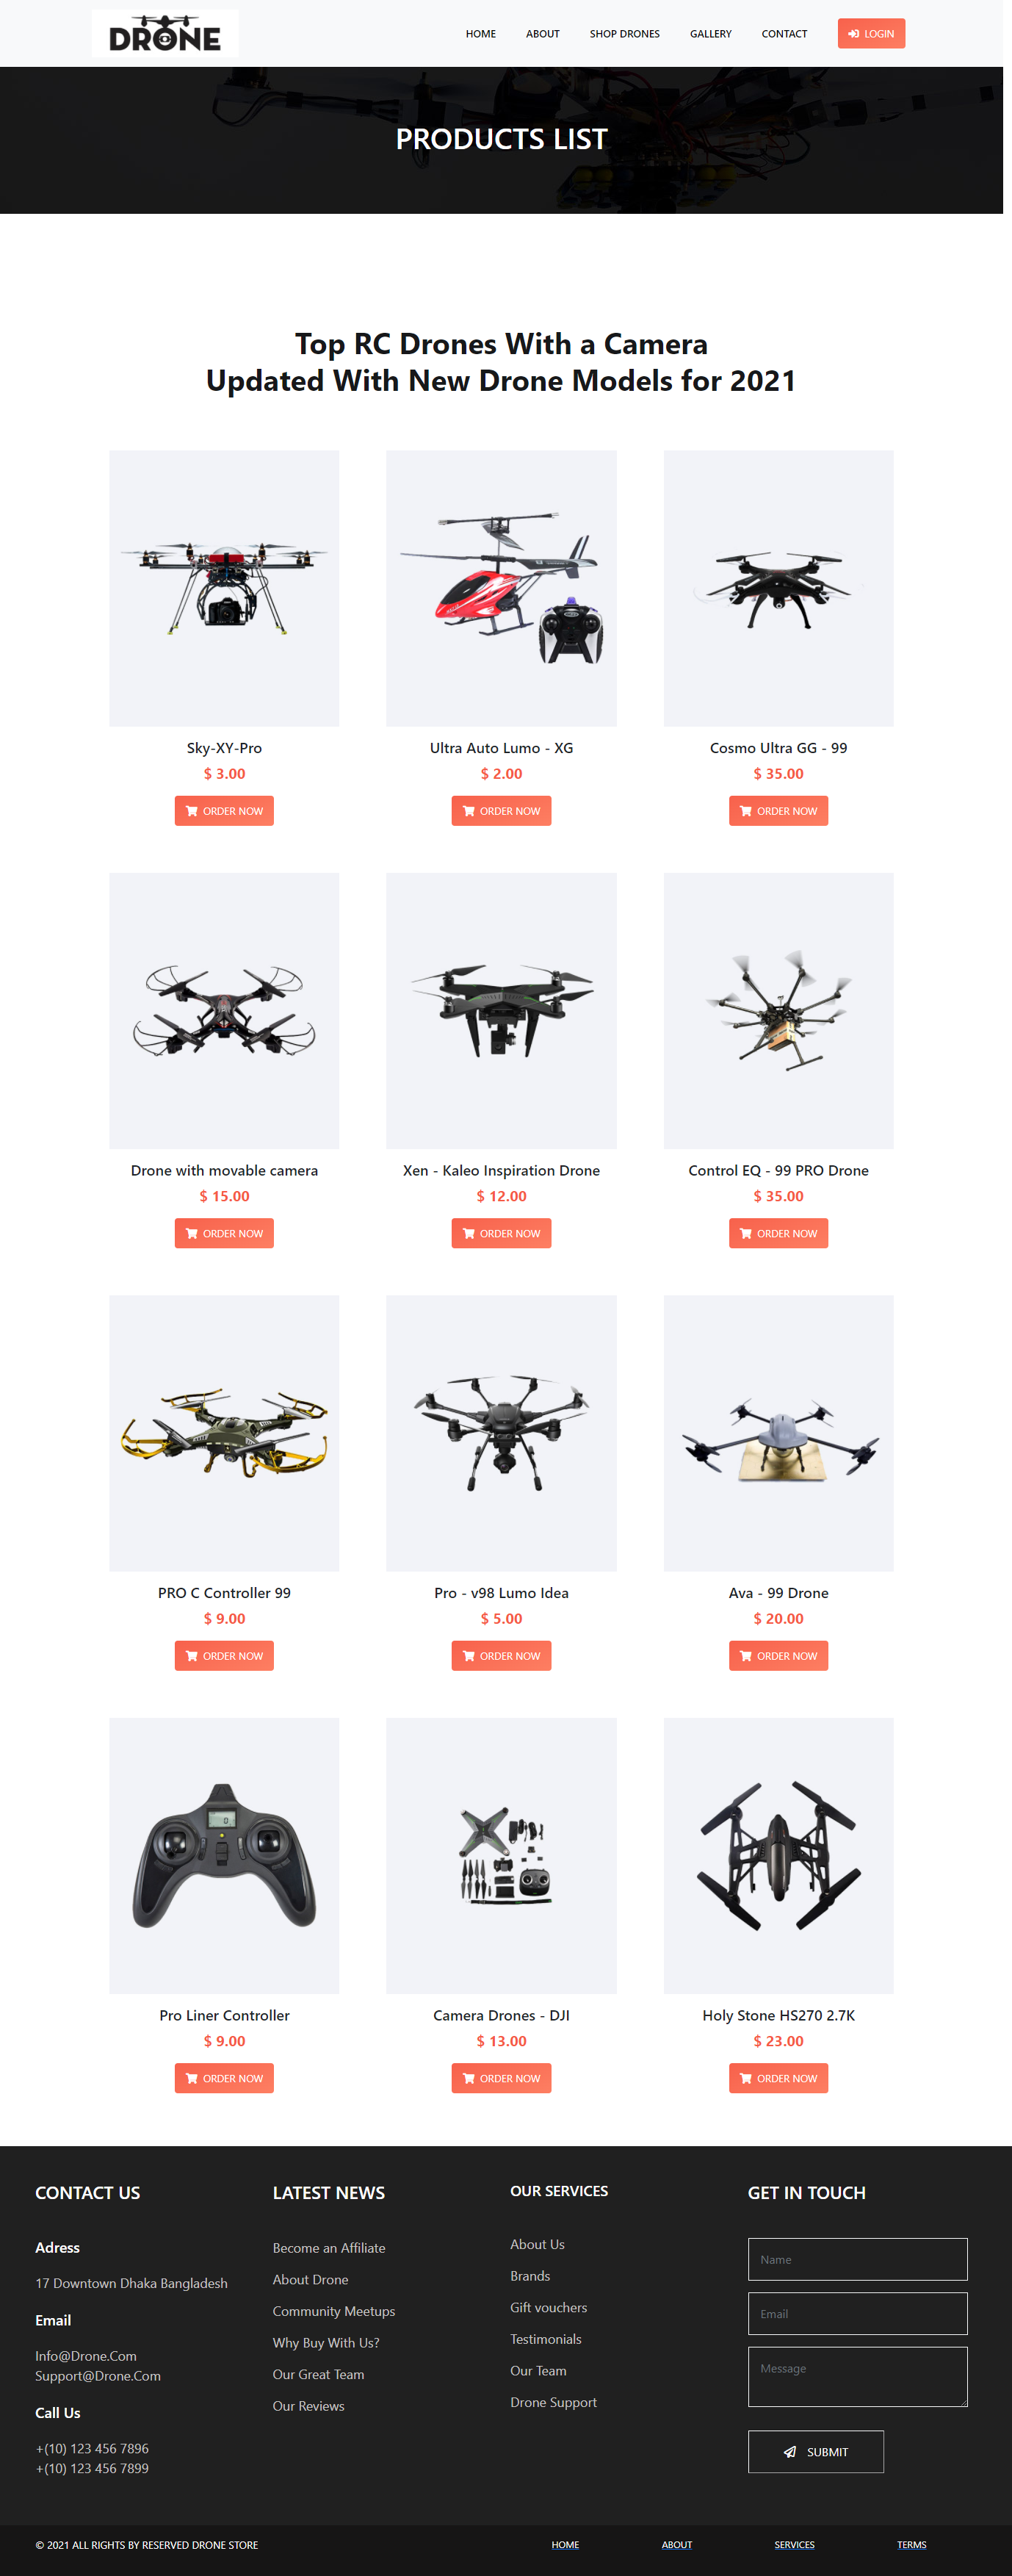 DRONE
HOME ABOUT SHOP DRONES GALLERY CONTACT LOGIN
PRODUCTS LIST
Top RC Drones With a Camera
Updated With New Drone Models for 2021
Sky-XY-Pro
$ 3.00
ORDER NOW
Ultra Auto Lumo - XG
$ 2.00
ORDER NOW
Cosmo Ultra GG - 99
$ 35.00
ORDER NOW
Drone with movable camera
$ 15.00
ORDER NOW
Xen - Kaleo Inspiration Drone
$ 12.00
ORDER NOW
Control EQ - 99 PRO Drone
$ 35.00
ORDER NOW
PRO C Controller 99
$ 9.00
ORDER NOW
Pro - v98 Lumo Idea
$ 5.00
ORDER NOW
Ava - 99 Drone
$ 20.00
ORDER NOW
Pro Liner Controller
$ 9.00
ORDER NOW
Camera Drones - DJI
$ 13.00
ORDER NOW
Holy Stone HS270 2.7K
$ 23.00
ORDER NOW
CONTACT US
Adress
17 Downtown Dhaka Bangladesh
Email
Info@Drone.Com
Support@Drone.Com
Call Us
+(10) 123 456 7896
+(10) 123 456 7899
LATEST NEWS
Become an Affiliate
About Drone
Community Meetups
Why Buy With Us?
Our Great Team
Our Reviews
OUR SERVICES
About Us
Brands
Gift vouchers
Testimonials
Our Team
Drone Support
GET IN TOUCH
Name
Email
Message
SUBMIT
© 2021 ALL RIGHTS BY RESERVED DRONE STORE
HOME ABOUT SERVICES TERMS